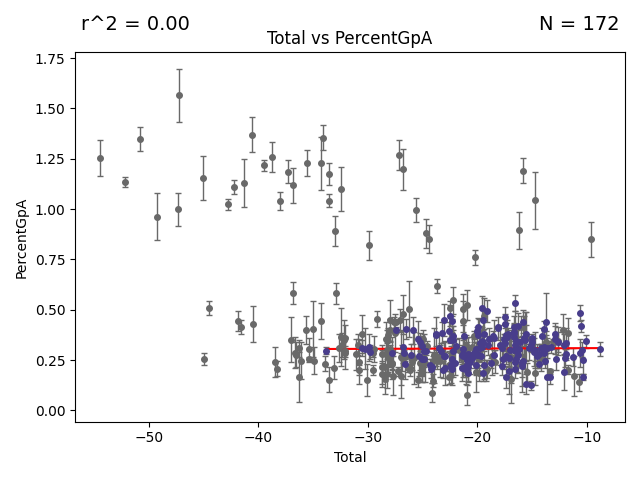 r^2 = 0.00
N = 172
Total vs PercentGpA
1.75
1.50
1.25
1.00
0.75
0.50
0.25
0.00
PercentGpA
−50
−40
−30
−20
−10
Total